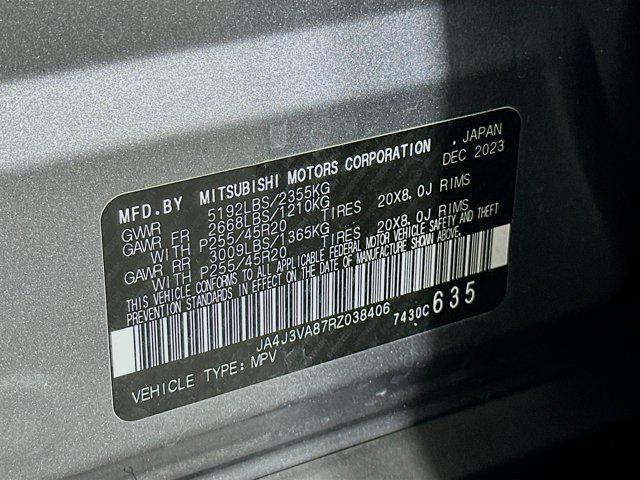 MFD.BY MITSUBISHI MOTORS CORPORATION , JAPAN
GVWR 5192LBS/2355KG DEC 2023
GAWR FR 2668LBS/1210KG
WITH P255/45R20 TIRES 20X8.0J RIMS
GAWR RR 3009LBS/1365KG
WITH P255/45R20 TIRES 20X8.0J RIMS
THIS VEHICLE CONFORMS TO ALL APPLICABLE FEDERAL MOTOR VEHICLE SAFETY AND THEFT
PREVENTION STANDARDS IN EFFECT ON THE DATE OF MANUFACTURE SHOWN ABOVE.
JA4J3VA87RZ038406 7430C 635
VEHICLE TYPE:MPV